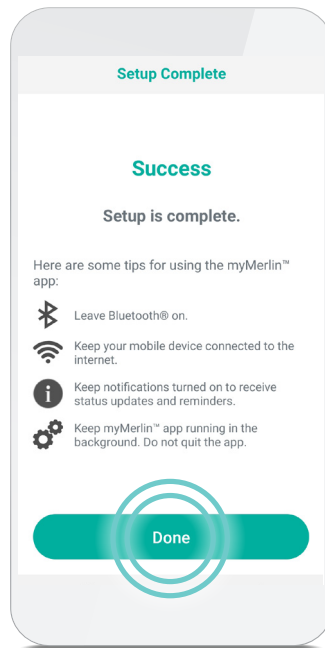 Setup Complete
Success
Setup is complete.
Here are some tips for using the myMerlin™
app:
Leave Bluetooth® on.
Keep your mobile device connected to the
internet.
Keep notifications turned on to receive
status updates and reminders.
Keep myMerlin™ app running in the
background. Do not quit the app.
Done